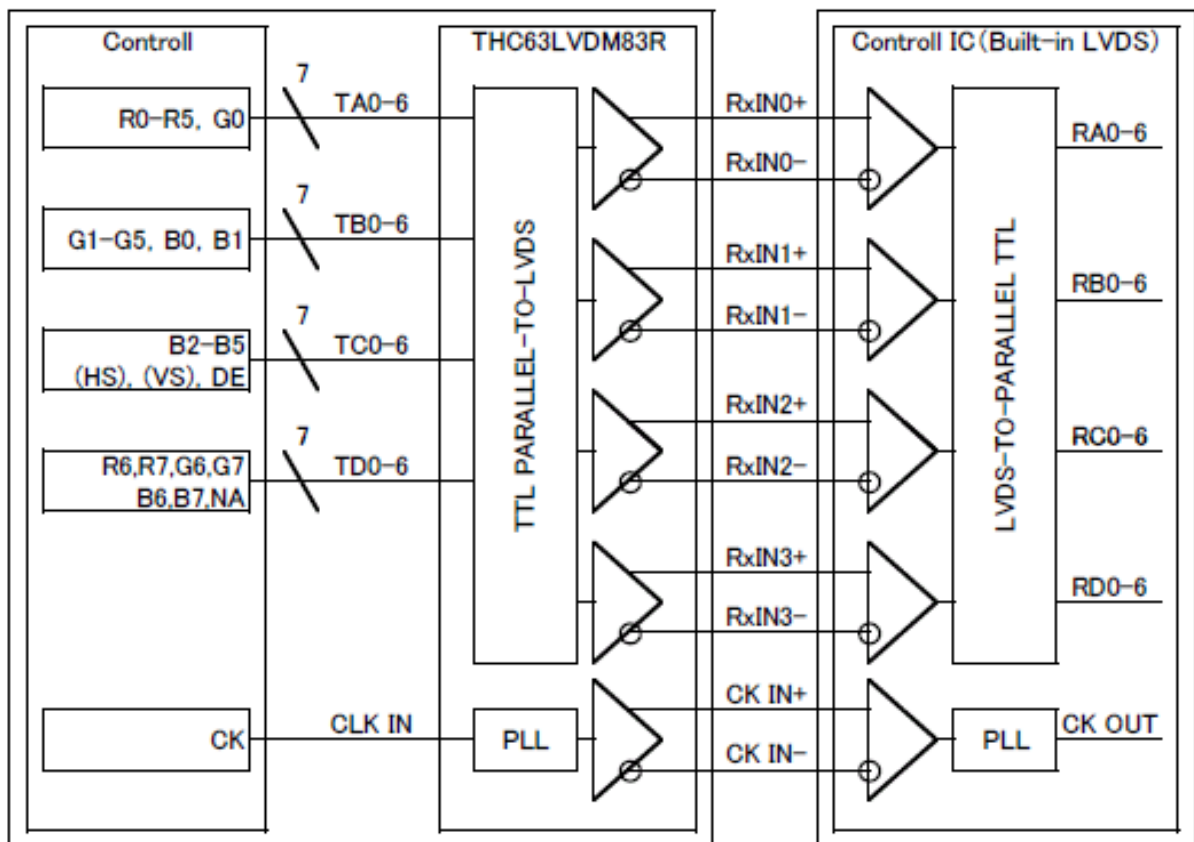 Controll
THC63LVDM83R
Controll IC(Built-in LVDS)
R0-R5, G0
7
TA0-6
RxIN0+
RxIN0-
RA0-6
G1-G5, B0, B1
7
TB0-6
RxIN1+
RxIN1-
RB0-6
B2-B5
(HS), (VS), DE
7
TC0-6
RxIN2+
RxIN2-
RC0-6
R6,R7,G6,G7
B6,B7,NA
7
TD0-6
RxIN3+
RxIN3-
RD0-6
TTL PARALLEL-TO-LVDS
LVDS-TO-PARALLEL TTL
CK
CLK IN
PLL
CK IN+
CK IN-
PLL
CK OUT